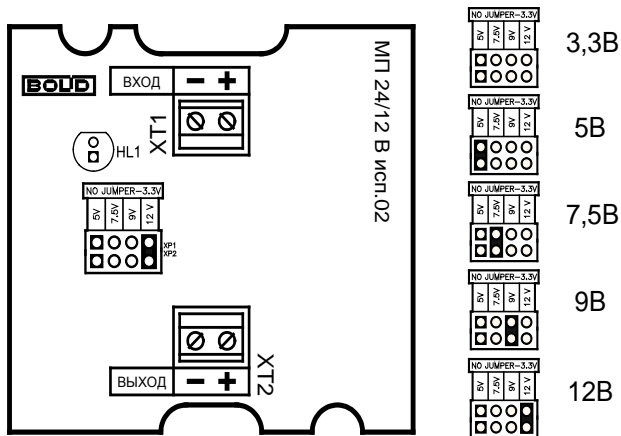 BOLID
ВХОД
− +
XT1
HL1
МП 24/12 В исп.02
NO JUMPER-3.3V
5V 7.5V 9V 12 V
XP1
XP2
ВЫХОД
− +
XT2
NO JUMPER-3.3V
5V 7.5V 9V 12 V
3,3В
NO JUMPER-3.3V
5V 7.5V 9V 12 V
5В
NO JUMPER-3.3V
5V 7.5V 9V 12 V
7,5В
NO JUMPER-3.3V
5V 7.5V 9V 12 V
9В
NO JUMPER-3.3V
5V 7.5V 9V 12 V
12В